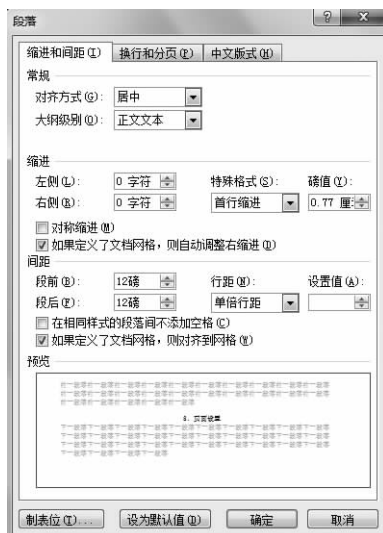 段落
缩进和间距(I) 换行和分页(P) 中文版式(H)
常规
对齐方式(G): 居中
大纲级别(O): 正文文本
缩进
左侧(L): 0 字符 特殊格式(S): 磅值(Y):
右侧(R): 0 字符 首行缩进 0.77 厘
对称缩进(M)
如果定义了文档网格，则自动调整右缩进(D)
间距
段前(B): 12磅 行距(N): 设置值(A):
段后(F): 12磅 单倍行距
在相同样式的段落间不添加空格(C)
如果定义了文档网格，则对齐到网格(W)
预览
制表位(T)... 设为默认值(D) 确定 取消